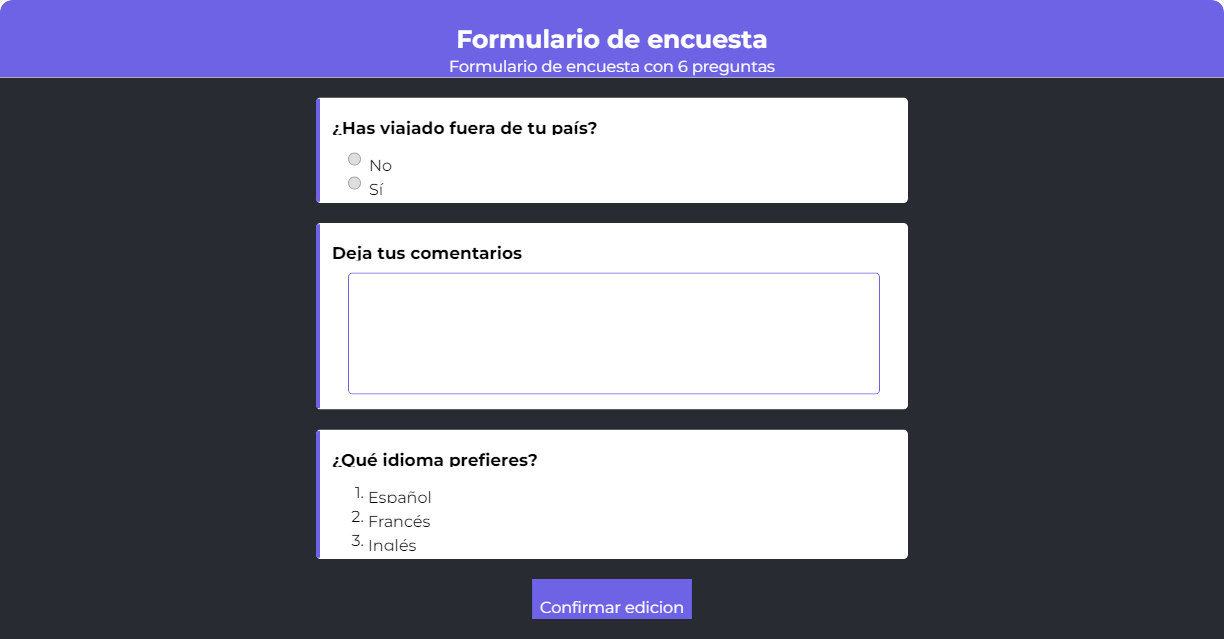 Formulario de encuesta
Formulario de encuesta con 6 preguntas
¿Has viajado fuera de tu país?
No
Sí
Deja tus comentarios
¿Qué idioma prefieres?
1. Español
2. Francés
3. Inglés
Confirmar edicion